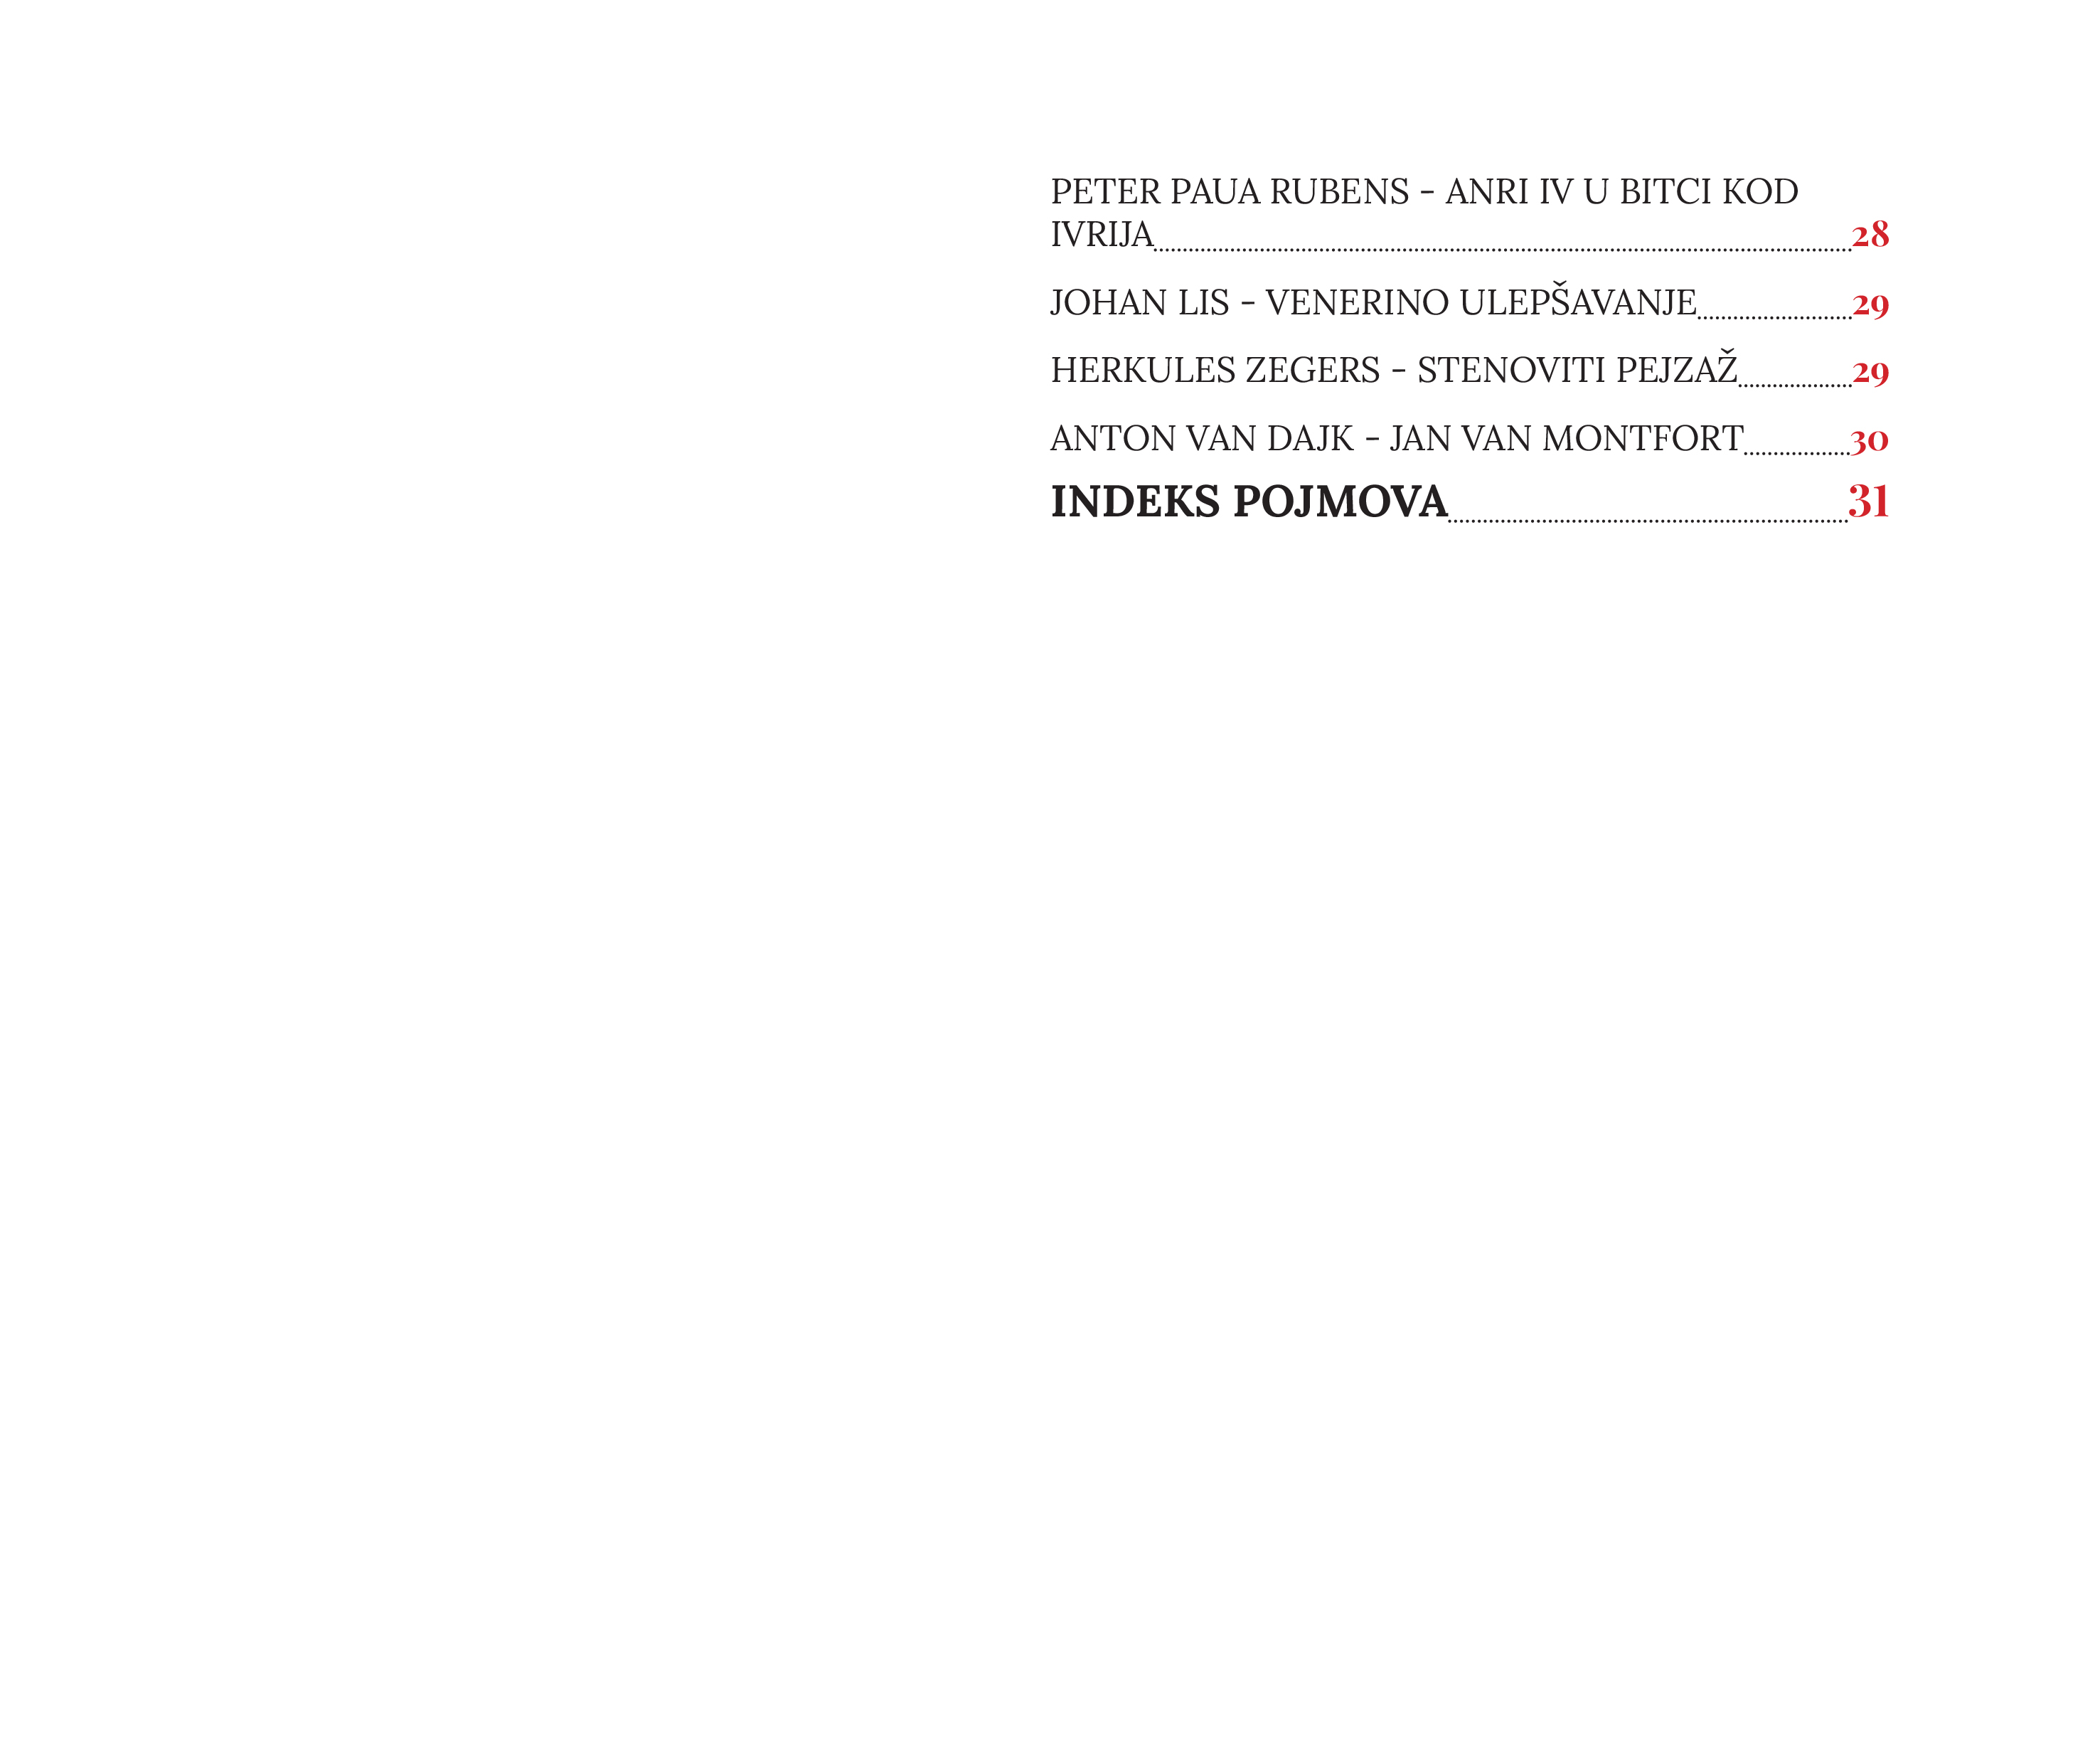 PETER PAUA RUBENS - ANRI IV U BITCI KOD
IVRIJA 28
JOHAN LIS - VENERINO ULEPŠAVANJE 29
HERKULES ZEGERS - STENOVITI PEJZAŽ 29
ANTON VAN DAJK - JAN VAN MONTFORT 30
INDEKS POJMOVA 31